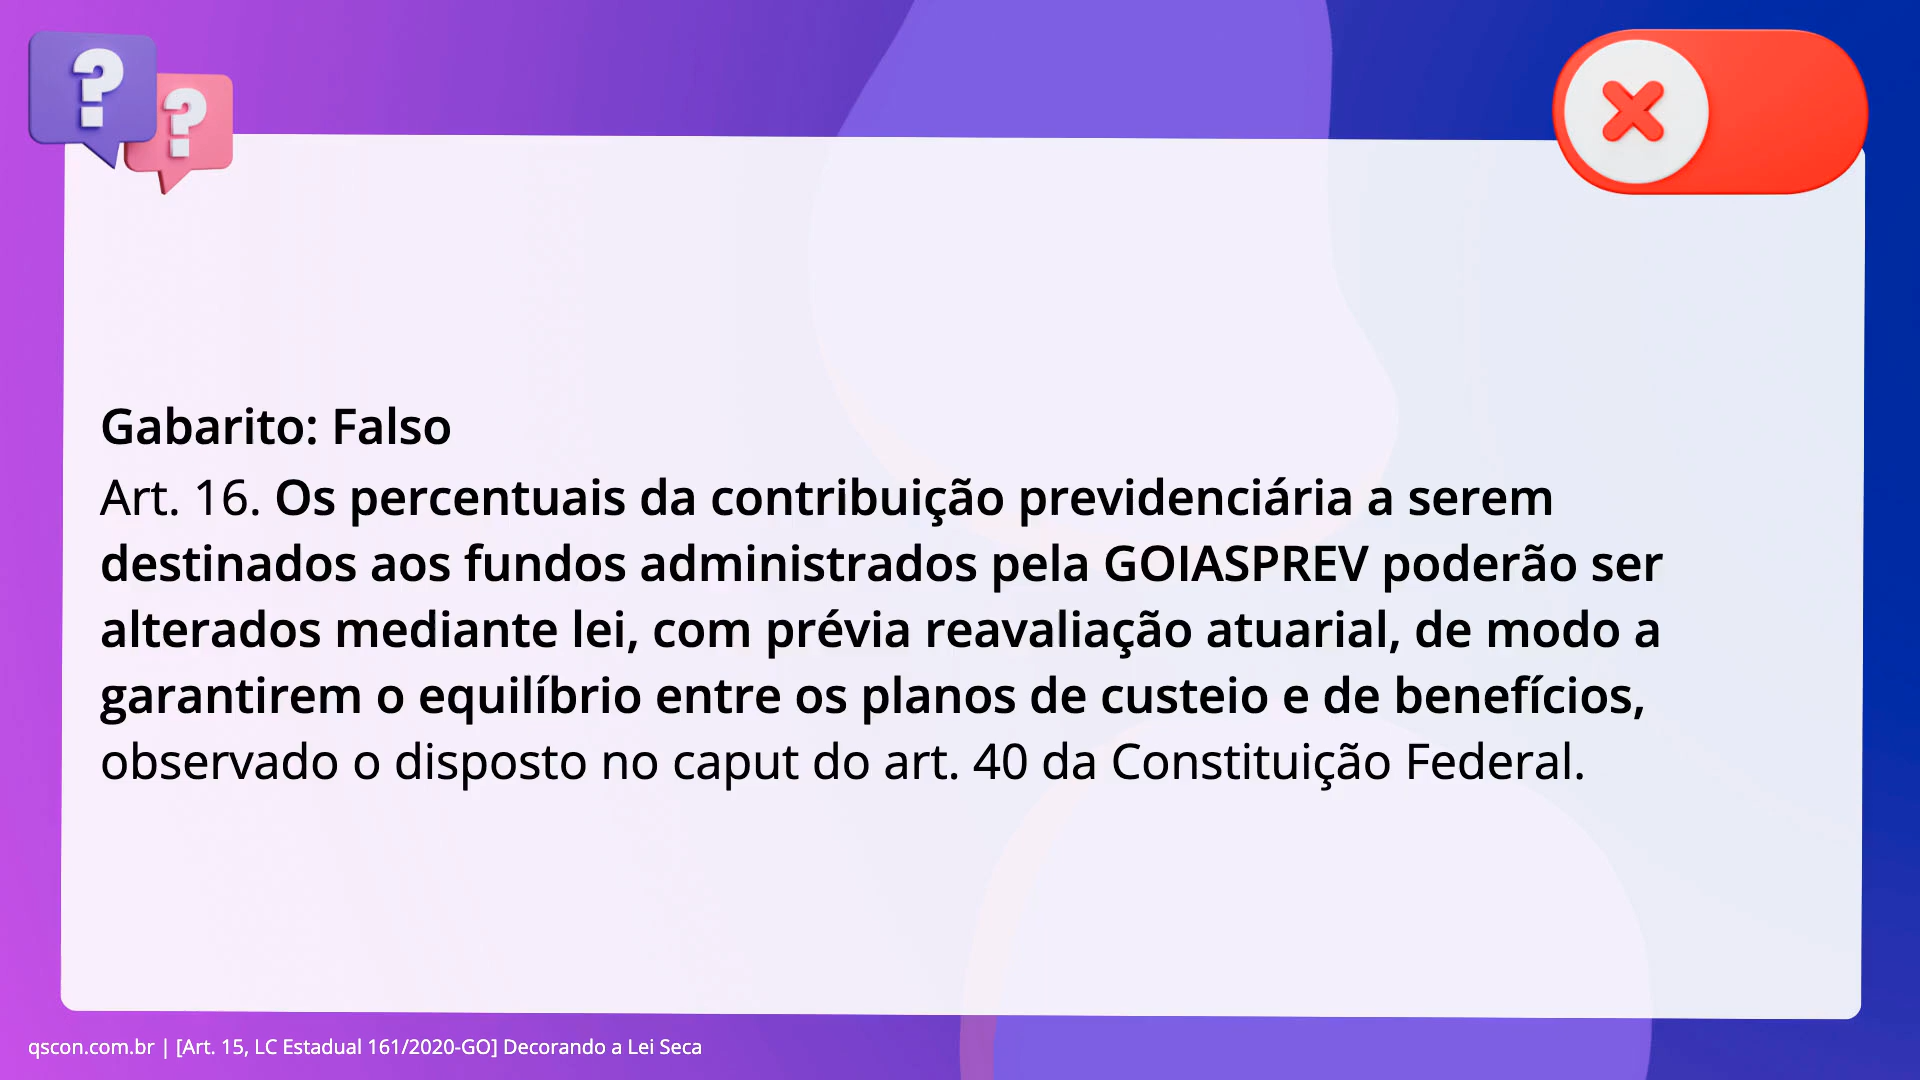 Gabarito: Falso
Art. 16. Os percentuais da contribuição previdenciária a serem
destinados aos fundos administrados pela GOIASPREV poderão ser
alterados mediante lei, com prévia reavaliação atuarial, de modo a
garantirem o equilíbrio entre os planos de custeio e de benefícios,
observado o disposto no caput do art. 40 da Constituição Federal.
qscon.com.br | [Art. 15, LC Estadual 161/2020-GO] Decorando a Lei Seca